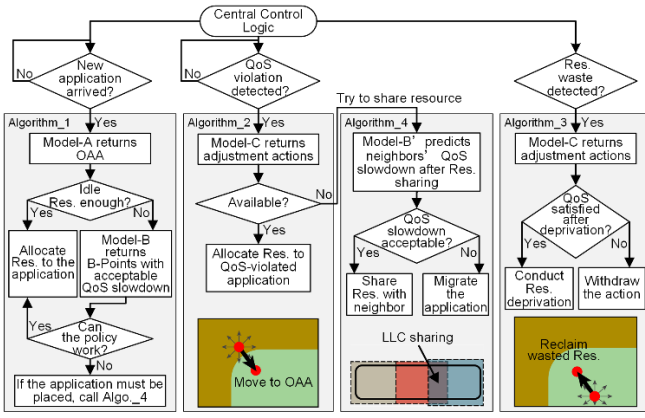 Central Control
Logic
New
application
arrived?
No
Yes
QoS
violation
detected?
No
Yes
Res.
waste
detected?
Yes
Try to share resource
Algorithm_1
Model-A returns
OAA
Idle
Res. enough?
Yes
No
Allocate
Res. to the
application
Model-B
returns
B-Points with
acceptable
QoS slowdown
Yes
Can
the policy
work?
No
If the application must be
placed, call Algo._4
Algorithm_2
Model-C returns
adjustment actions
Available?
No
Yes
Allocate Res. to
QoS-violated
application
Move to OAA
Algorithm_4
Model-B’ predicts
neighbors’ QoS
slowdown after Res.
sharing
QoS
slowdown
acceptable?
Yes
No
Share
Res. with
neighbor
Migrate
the
application
LLC sharing
Algorithm_3
Model-C returns
adjustment actions
QoS
satisfied
after
deprivation?
Yes
No
Conduct
Res.
deprivation
Withdraw
the action
Reclaim
wasted Res.